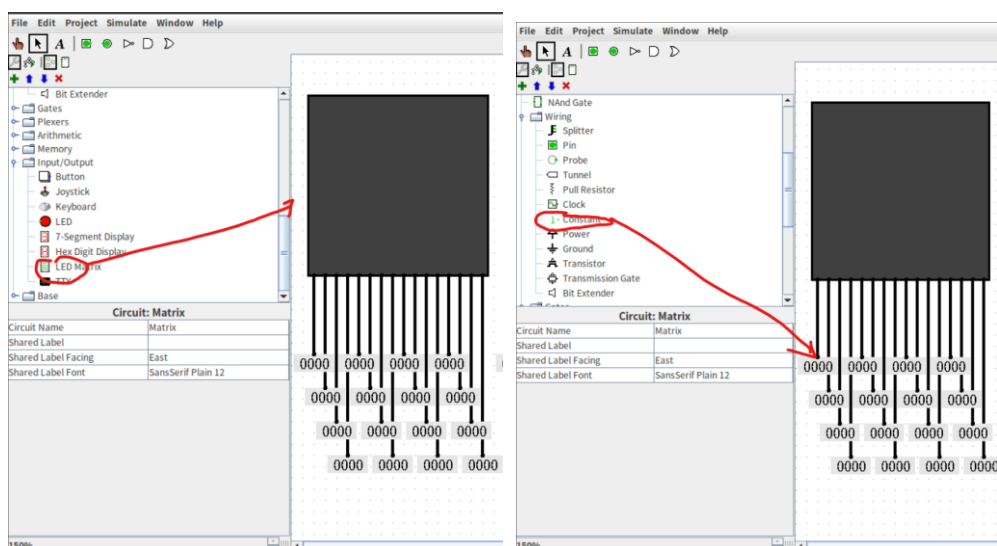 File Edit Project Simulate Window Help
A
Bit Extender
Gates
Plexers
Arithmetic
Memory
Input/Output
Button
Joystick
Keyboard
LED
7-Segment Display
Hex Digit Display
LED Matrix
TTY
Base
Circuit: Matrix
Circuit Name Matrix
Shared Label
Shared Label Facing East
Shared Label Font SansSerif Plain 12
150%
0000 0000 0000 0000
0000 0000 0000 0000
0000 0000 0000 0000
0000 0000 0000 0000
File Edit Project Simulate Window Help
A
NAnd Gate
Wiring
Splitter
Pin
Probe
Tunnel
Pull Resistor
Clock
1 Constant
Power
Ground
Transistor
Transmission Gate
Bit Extender
Gates
Circuit: Matrix
Circuit Name Matrix
Shared Label
Shared Label Facing East
Shared Label Font SansSerif Plain 12
150%
0000 0000 0000 0000
0000 0000 0000 0000
0000 0000 0000 0000
0000 0000 0000 0000